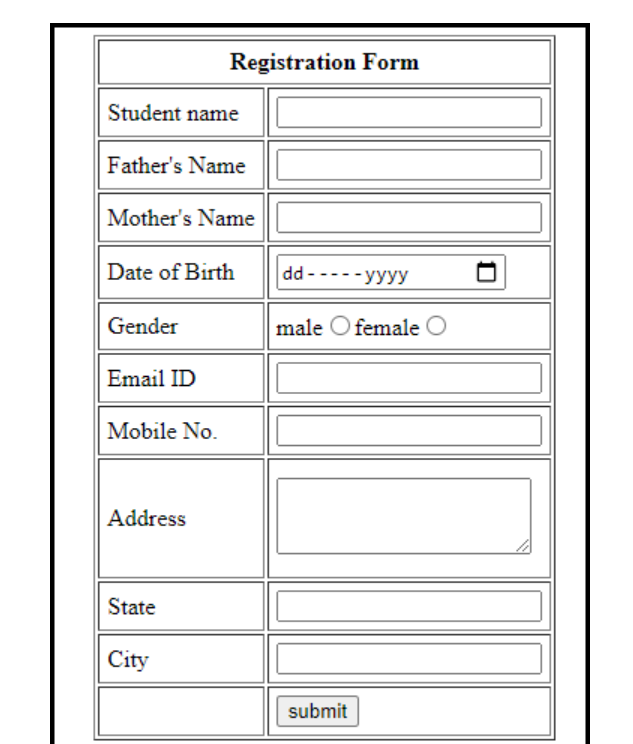 Registration Form
Student name
Father's Name
Mother's Name
Date of Birth dd-----yyyy
Gender male female
Email ID
Mobile No.
Address
State
City
submit